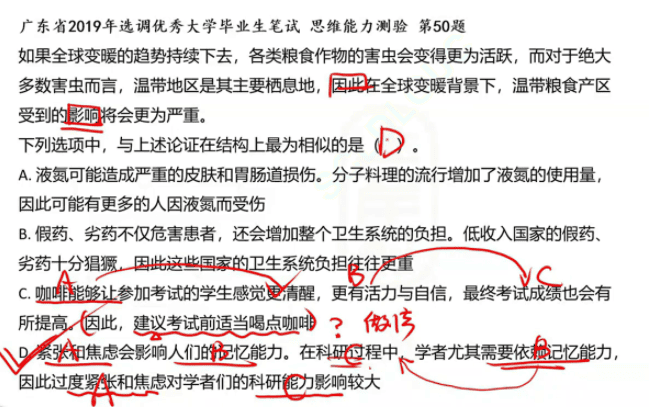 广东省2019年选调优秀大学毕业生笔试 思维能力测验 第50题
如果全球变暖的趋势持续下去，各类粮食作物的害虫会变得更为活跃，而对于绝大
多数害虫而言，温带地区是其主要栖息地，因此在全球变暖背景下，温带粮食产区
受到的影响将会更为严重。
下列选项中，与上述论证在结构上最为相似的是（D）。
A. 液氮可能造成严重的皮肤和胃肠道损伤。分子料理的流行增加了液氮的使用量，
因此可能有更多的人因液氮而受伤
B. 假药、劣药不仅危害患者，还会增加整个卫生系统的负担。低收入国家的假药、
劣药十分猖獗，因此这些国家的卫生系统负担往往更重
A B C
C. 咖啡能够让参加考试的学生感觉更清醒，更有活力与自信，最终考试成绩也会有
所提高。因此，建议考试前适当喝点咖啡 ? 做信
D. 紧张和焦虑会影响人们的记忆能力。在科研过程中，学者尤其需要依赖记忆能力，
A B C B
因此过度紧张和焦虑对学者们的科研能力影响较大
A C